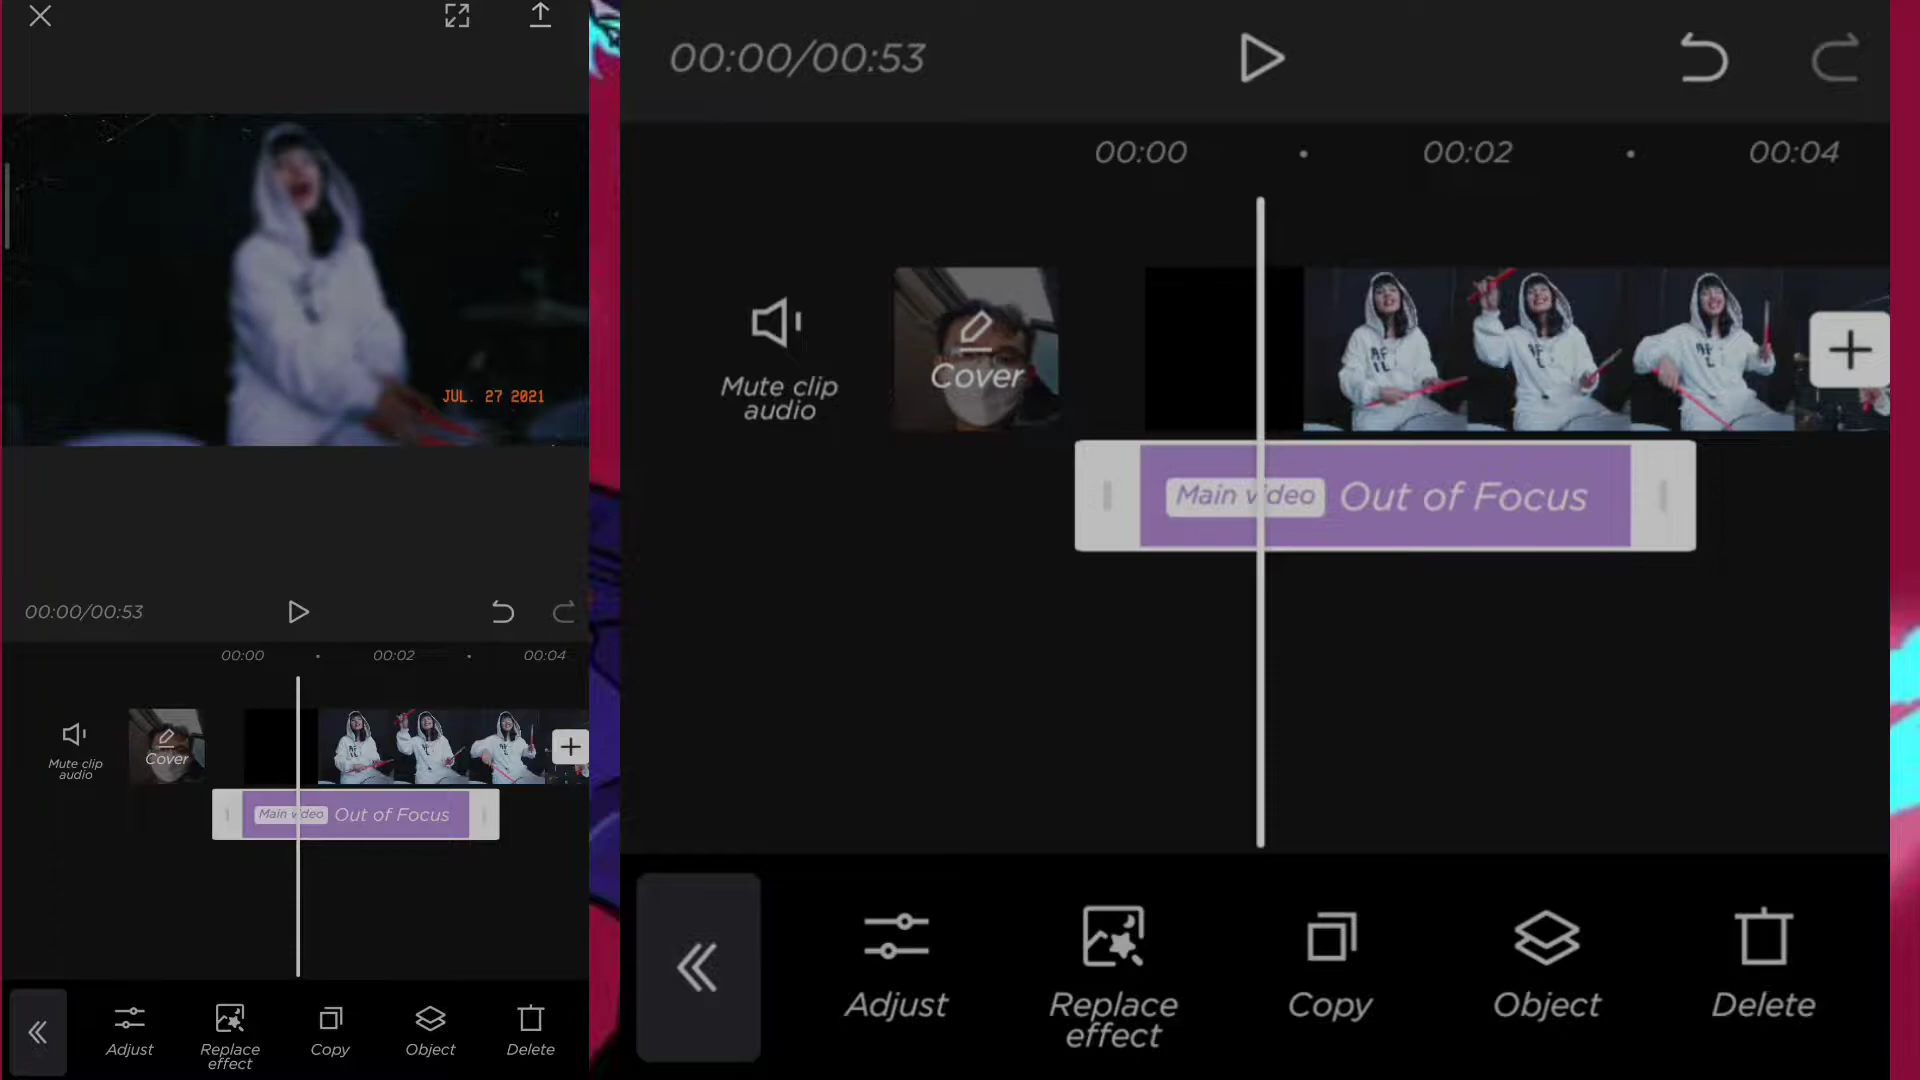 JUL. 27 2021
00:00/00:53
00:00
00:02
00:04
Mute clip
audio
Cover
Main video
Out of Focus
Adjust
Replace
effect
Copy
Object
Delete
00:00/00:53
00:00
00:02
00:04
Mute clip
audio
Cover
Main video
Out of Focus
Adjust
Replace
effect
Copy
Object
Delete